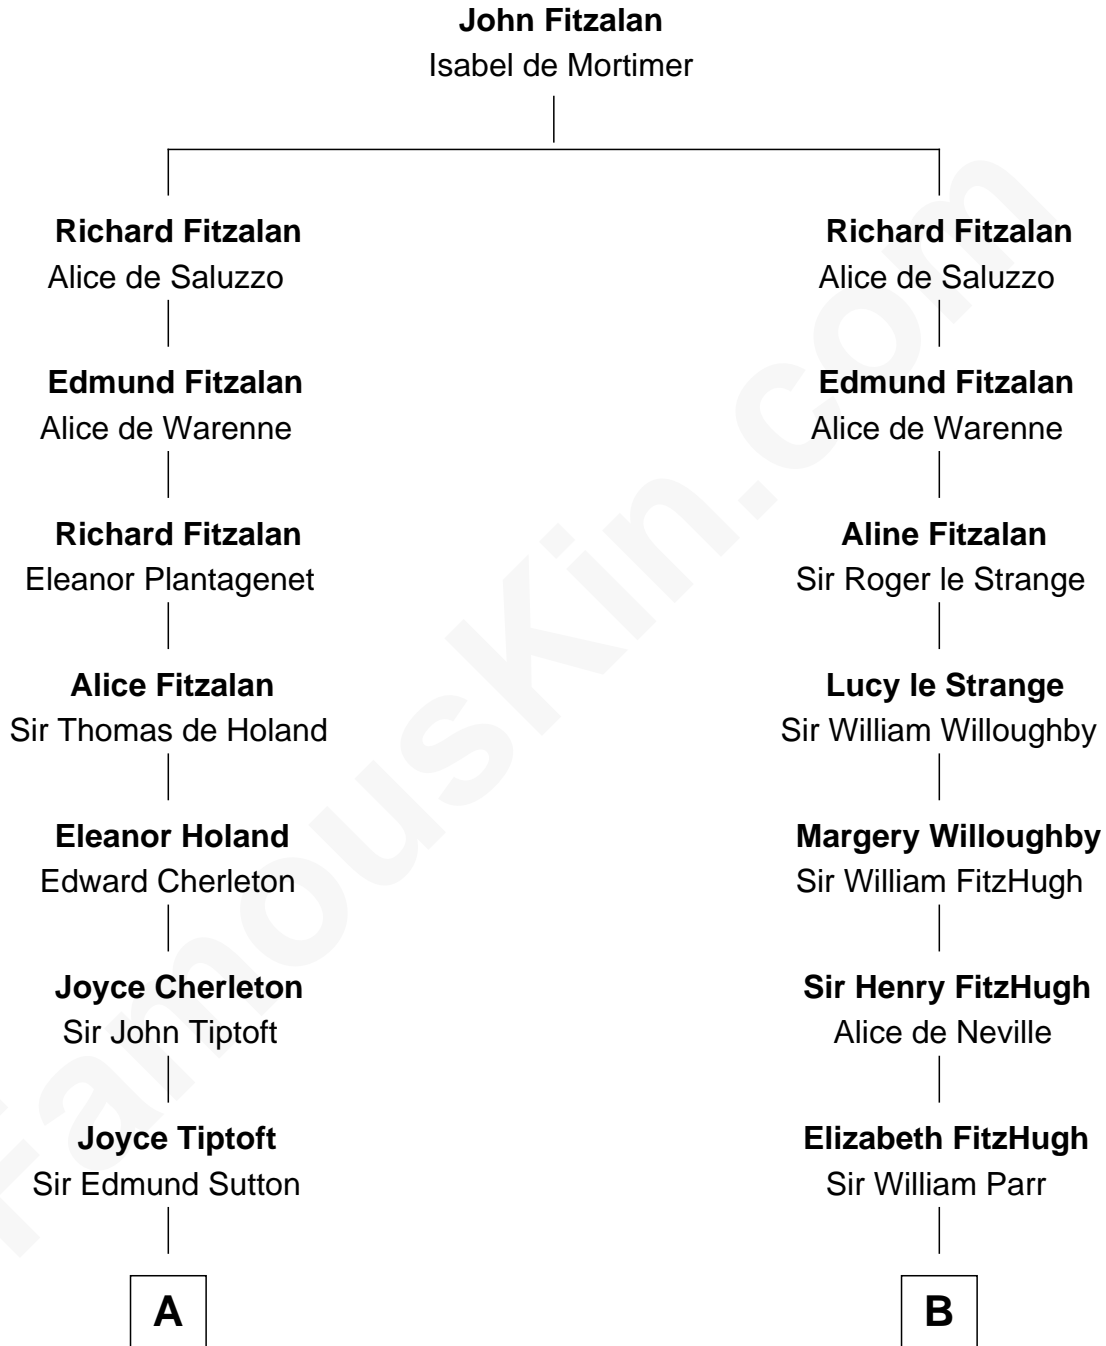 John Fitzalan
Isabel de Mortimer
Richard Fitzalan
Alice de Saluzzo
Edmund Fitzalan
Alice de Warenne
Richard Fitzalan
Eleanor Plantagenet
Alice Fitzalan
Sir Thomas de Holand
Eleanor Holand
Edward Cherleton
Joyce Cherleton
Sir John Tiptoft
Joyce Tiptoft
Sir Edmund Sutton
A
Richard Fitzalan
Alice de Saluzzo
Edmund Fitzalan
Alice de Warenne
Aline Fitzalan
Sir Roger le Strange
Lucy le Strange
Sir William Willoughby
Margery Willoughby
Sir William FitzHugh
Sir Henry FitzHugh
Alice de Neville
Elizabeth FitzHugh
Sir William Parr
B
FamousKin.com